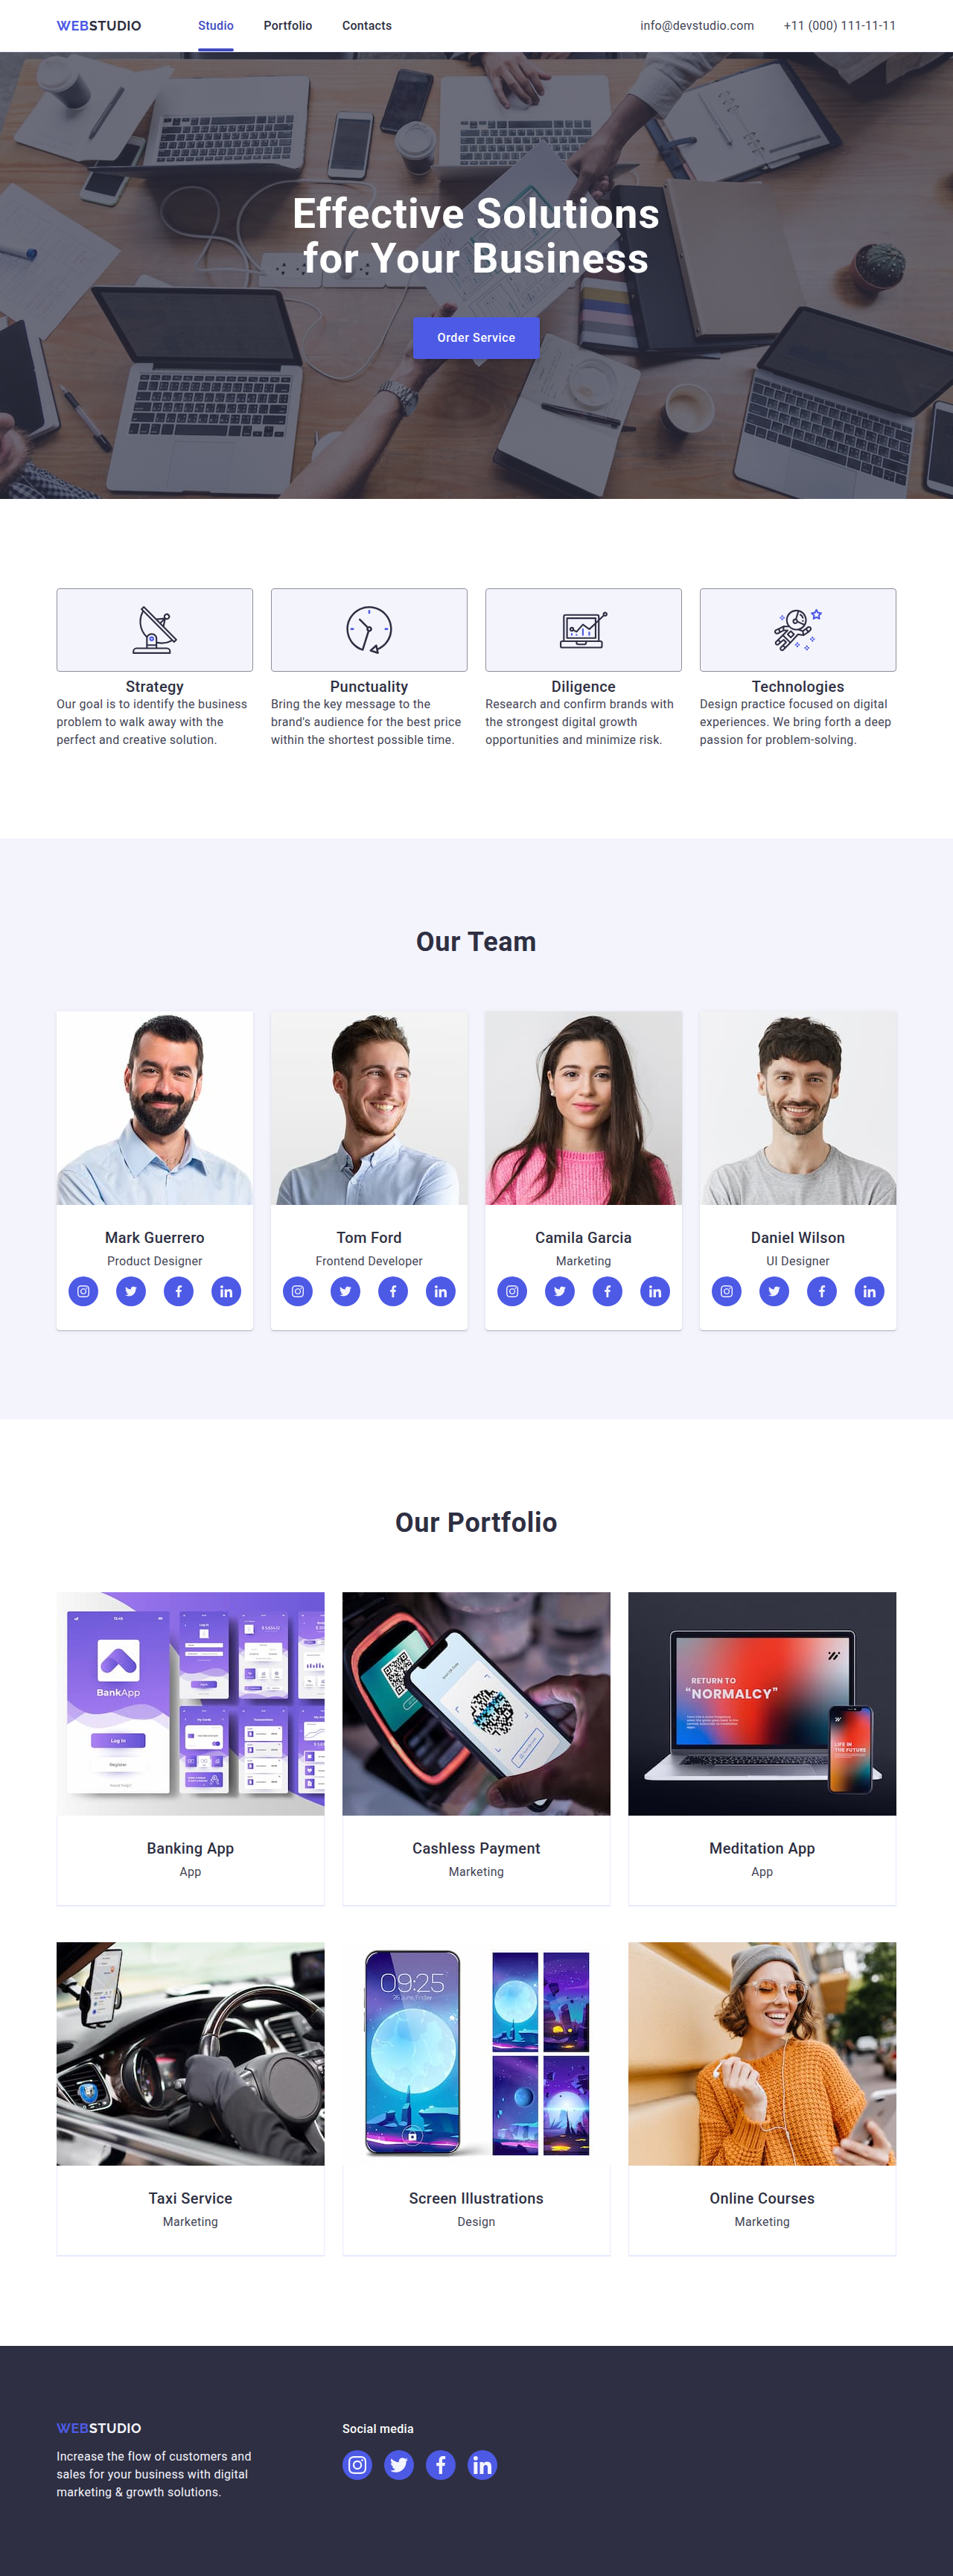 WEBSTUDIO
Studio
Portfolio
Contacts
info@devstudio.com
+11 (000) 111-11-11
Effective Solutions
for Your Business
Order Service
Strategy
Our goal is to identify the business
problem to walk away with the
perfect and creative solution.
Punctuality
Bring the key message to the
brand's audience for the best price
within the shortest possible time.
Diligence
Research and confirm brands with
the strongest digital growth
opportunities and minimize risk.
Technologies
Design practice focused on digital
experiences. We bring forth a deep
passion for problem-solving.
Our Team
Mark Guerrero
Product Designer
Tom Ford
Frontend Developer
Camila Garcia
Marketing
Daniel Wilson
UI Designer
Our Portfolio
BankApp
Log In
Register
RETURN TO
“NORMALCY”
LIFE IN
THE FUTURE
Banking App
App
Cashless Payment
Marketing
Meditation App
App
09:25
Taxi Service
Marketing
Screen Illustrations
Design
Online Courses
Marketing
WEBSTUDIO
Increase the flow of customers and
sales for your business with digital
marketing & growth solutions.
Social media